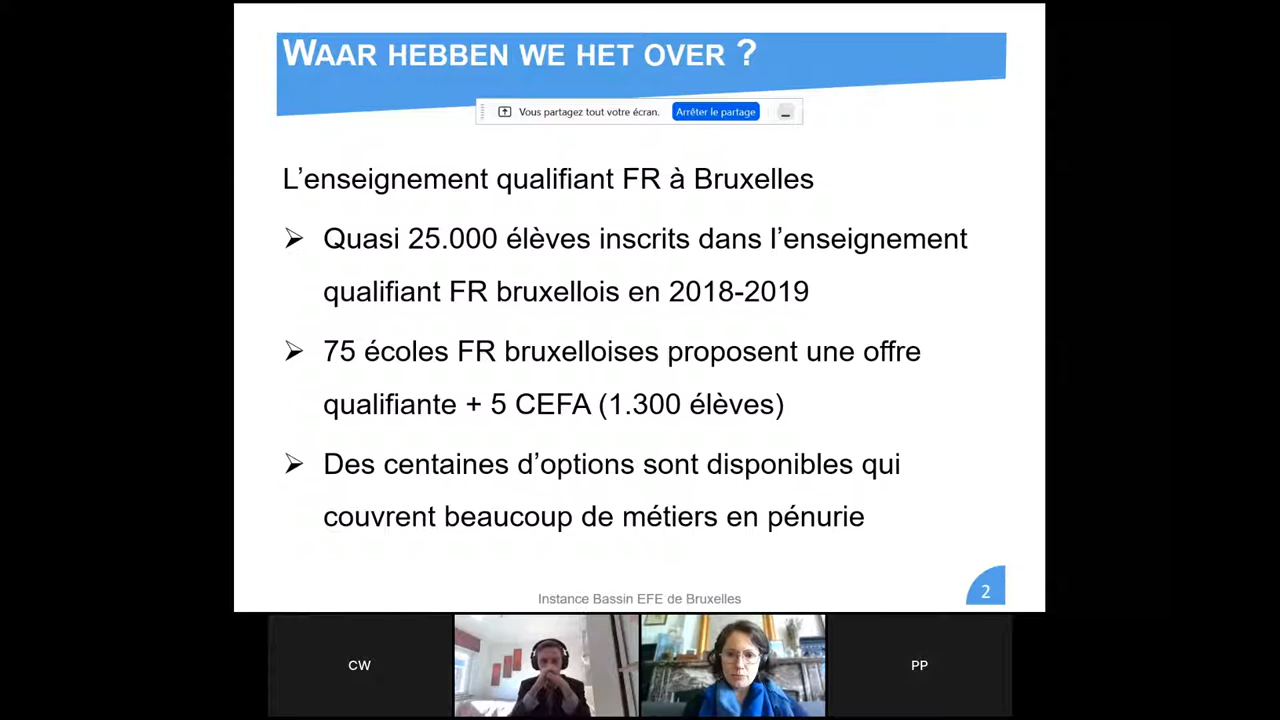 WAAR HEBBEN WE HET OVER ?
Vous partagez tout votre écran. Arrêter le partage
L’enseignement qualifiant FR à Bruxelles
➢ Quasi 25.000 élèves inscrits dans l’enseignement
qualifiant FR bruxellois en 2018-2019
➢ 75 écoles FR bruxelloises proposent une offre
qualifiante + 5 CEFA (1.300 élèves)
➢ Des centaines d’options sont disponibles qui
couvrent beaucoup de métiers en pénurie
Instance Bassin EFE de Bruxelles
2
CW
PP